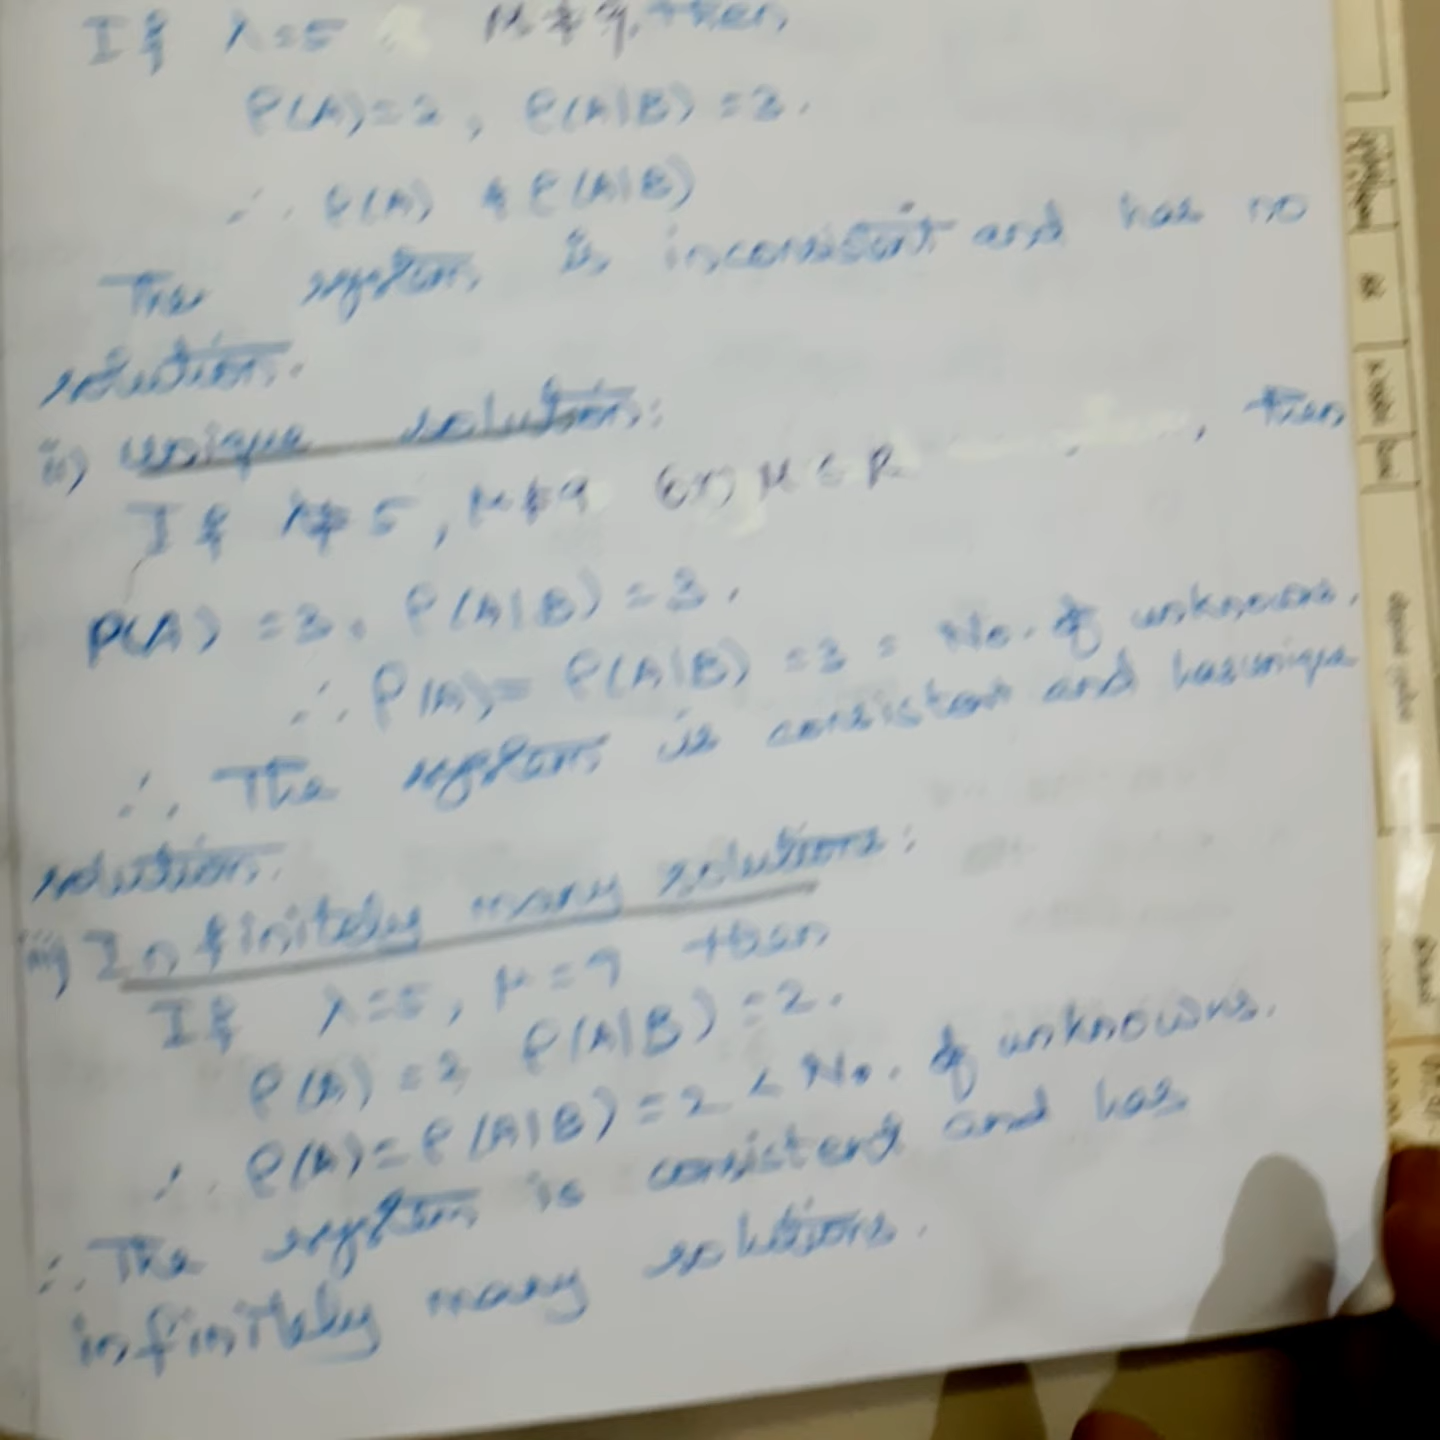 If λ=5 μ≠9, then
ρ(A)=2, ρ(A|B)=3.
∴ ρ(A) ≠ ρ(A|B)
The system is inconsistent and has no
solution.
ii) unique solution:
If λ≠5, μ≠9 (or) μ∈R, then
ρ(A)=3, ρ(A|B)=3.
∴ ρ(A)=ρ(A|B)=3= No. of unknowns.
∴ The system is consistent and has unique
solution.
iii) Infinitely many solutions:
If λ=5, μ=9 then
ρ(A)=2 ρ(A|B)=2.
∴ ρ(A)=ρ(A|B)=2 < No. of unknowns.
∴ The system is consistent and has
infinitely many solutions.